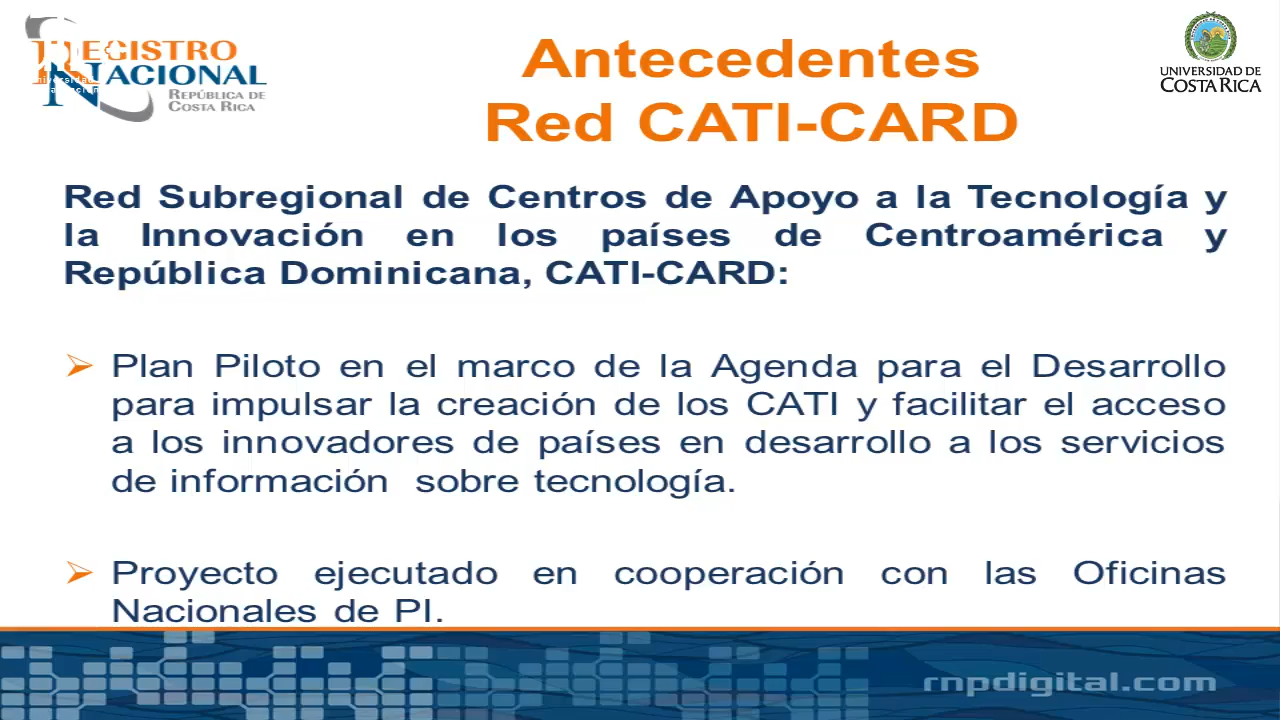 REGISTRO
NACIONAL
REPÚBLICA DE
COSTA RICA
Antecedentes
Red CATI-CARD
UNIVERSIDAD DE
COSTA RICA
Red Subregional de Centros de Apoyo a la Tecnología y
la Innovación en los países de Centroamérica y
República Dominicana, CATI-CARD:
Plan Piloto en el marco de la Agenda para el Desarrollo
para impulsar la creación de los CATI y facilitar el acceso
a los innovadores de países en desarrollo a los servicios
de información sobre tecnología.
Proyecto ejecutado en cooperación con las Oficinas
Nacionales de PI.
rnpdigital.com